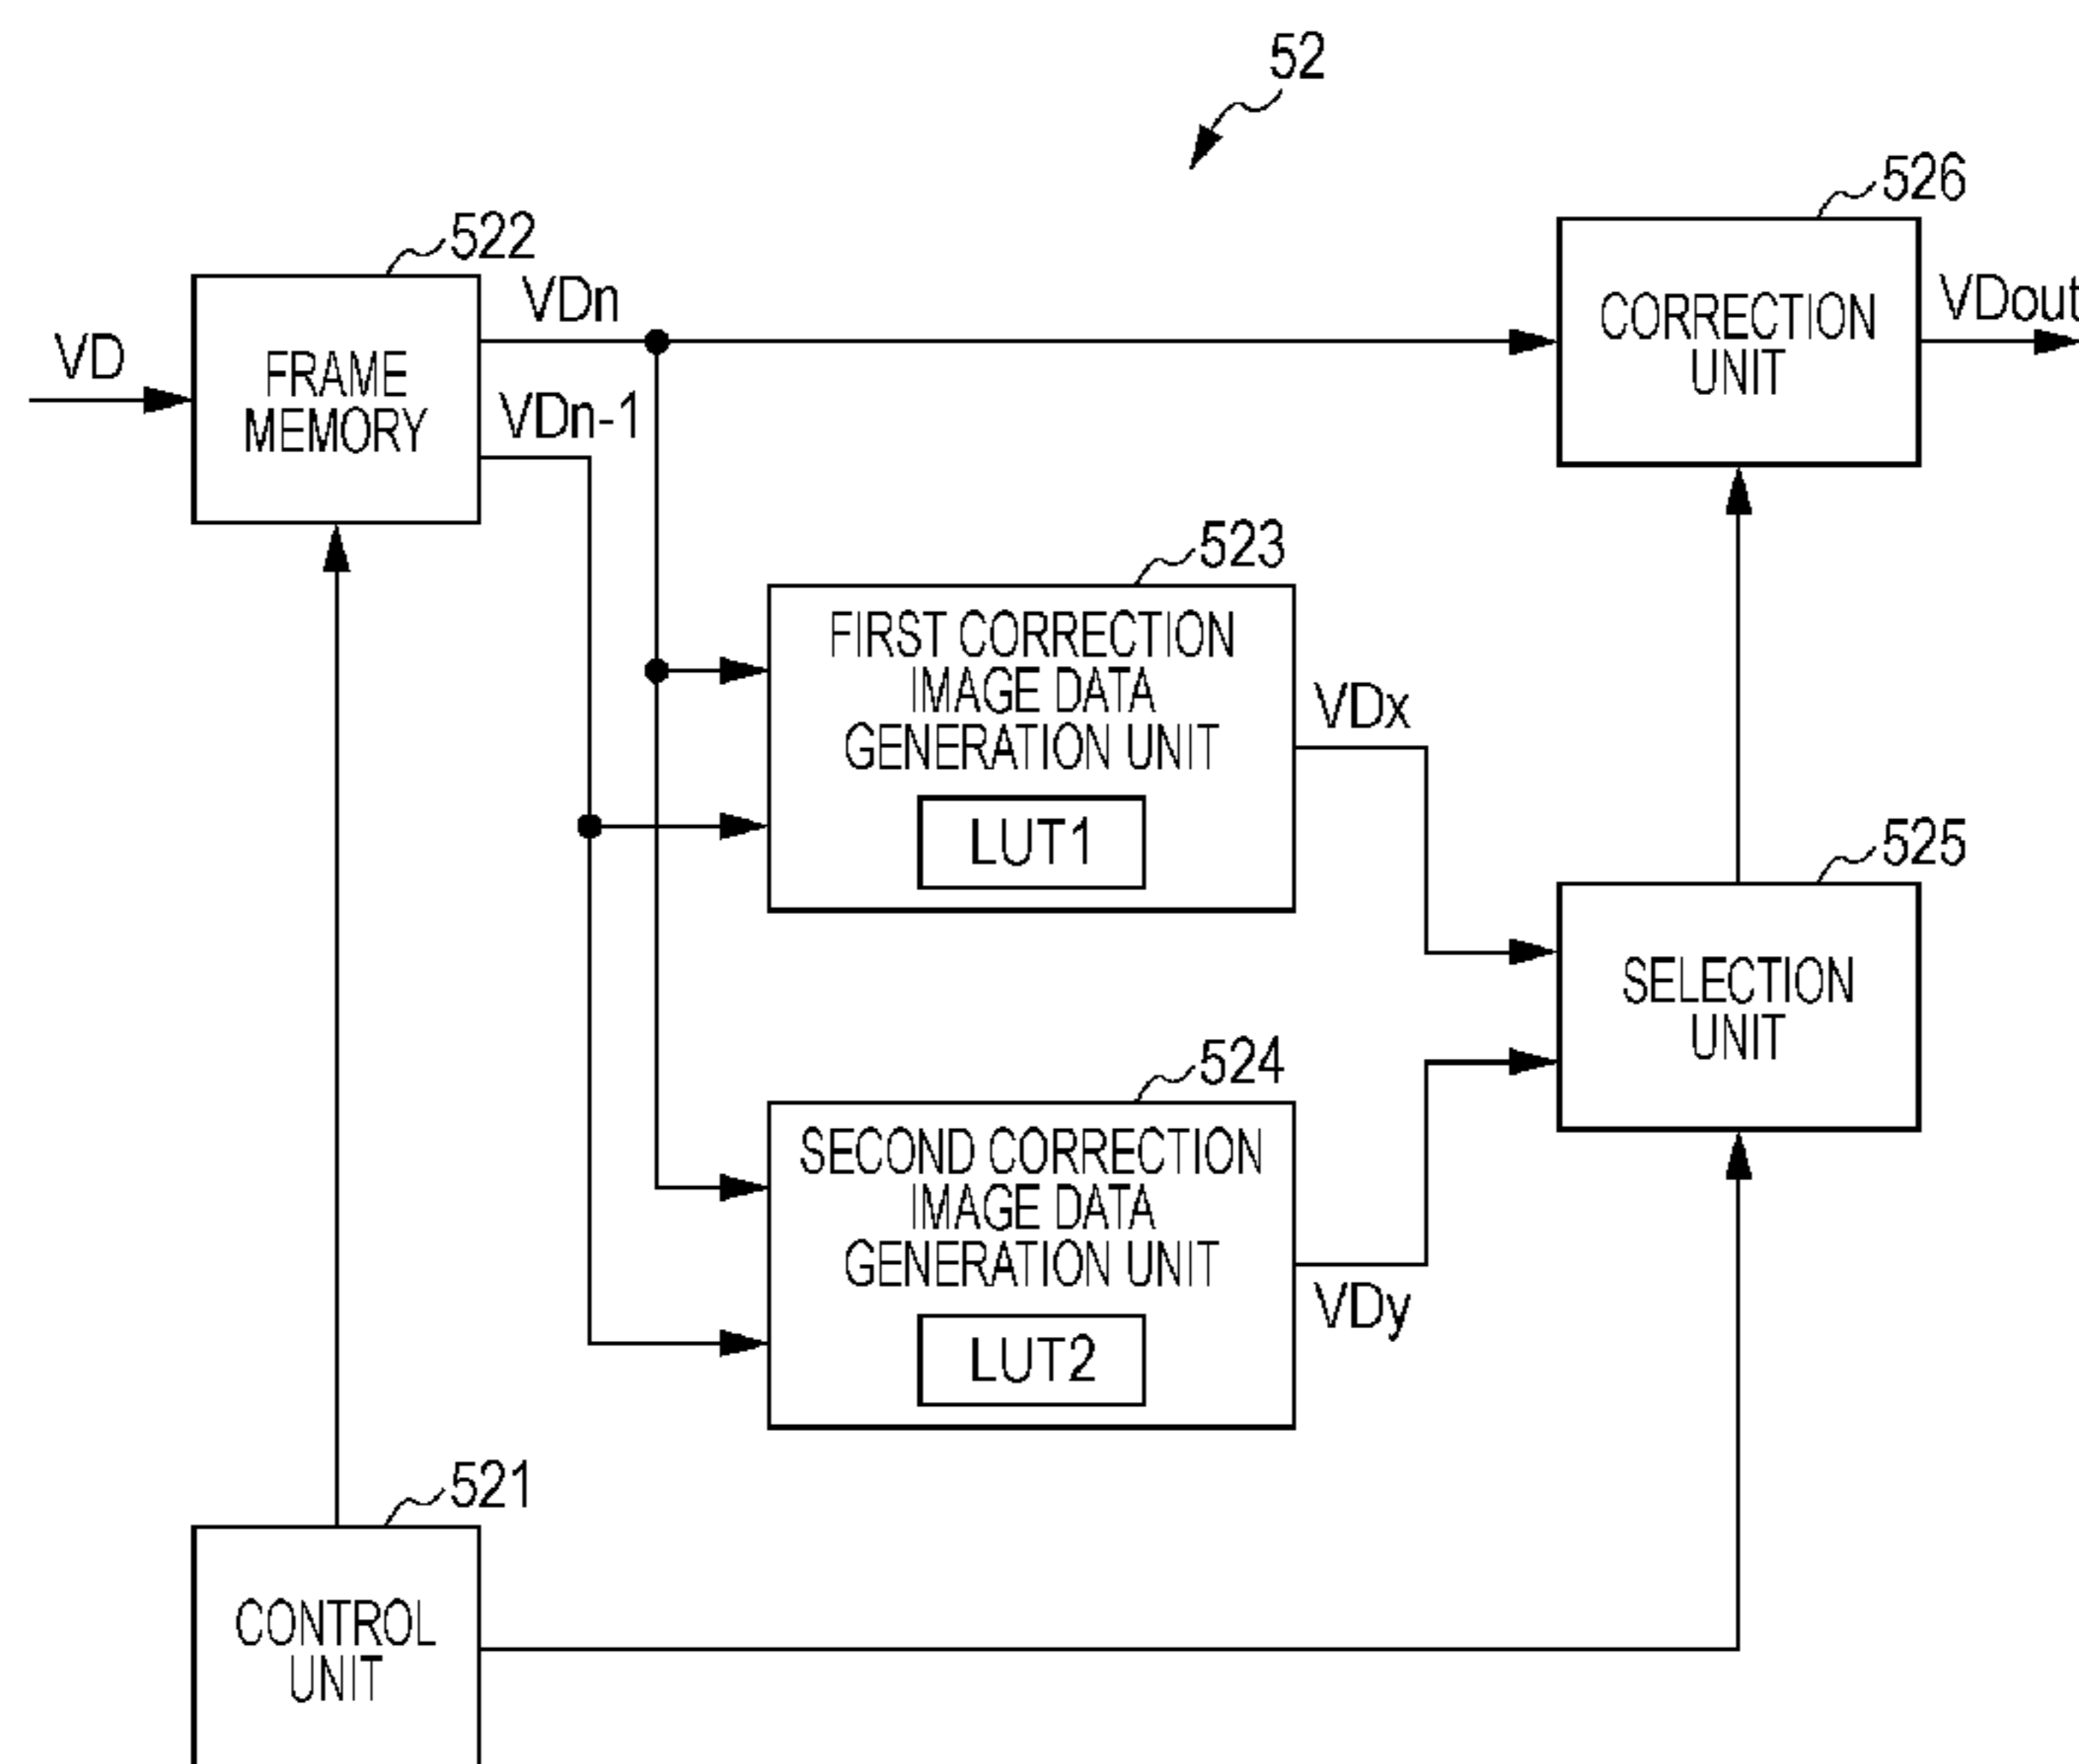 52
526
522
VDn
CORRECTION
UNIT
VDout
VD
FRAME
MEMORY
VDn-1
523
FIRST CORRECTION
IMAGE DATA
GENERATION UNIT
LUT1
VDx
525
SELECTION
UNIT
524
SECOND CORRECTION
IMAGE DATA
GENERATION UNIT
LUT2
VDy
521
CONTROL
UNIT